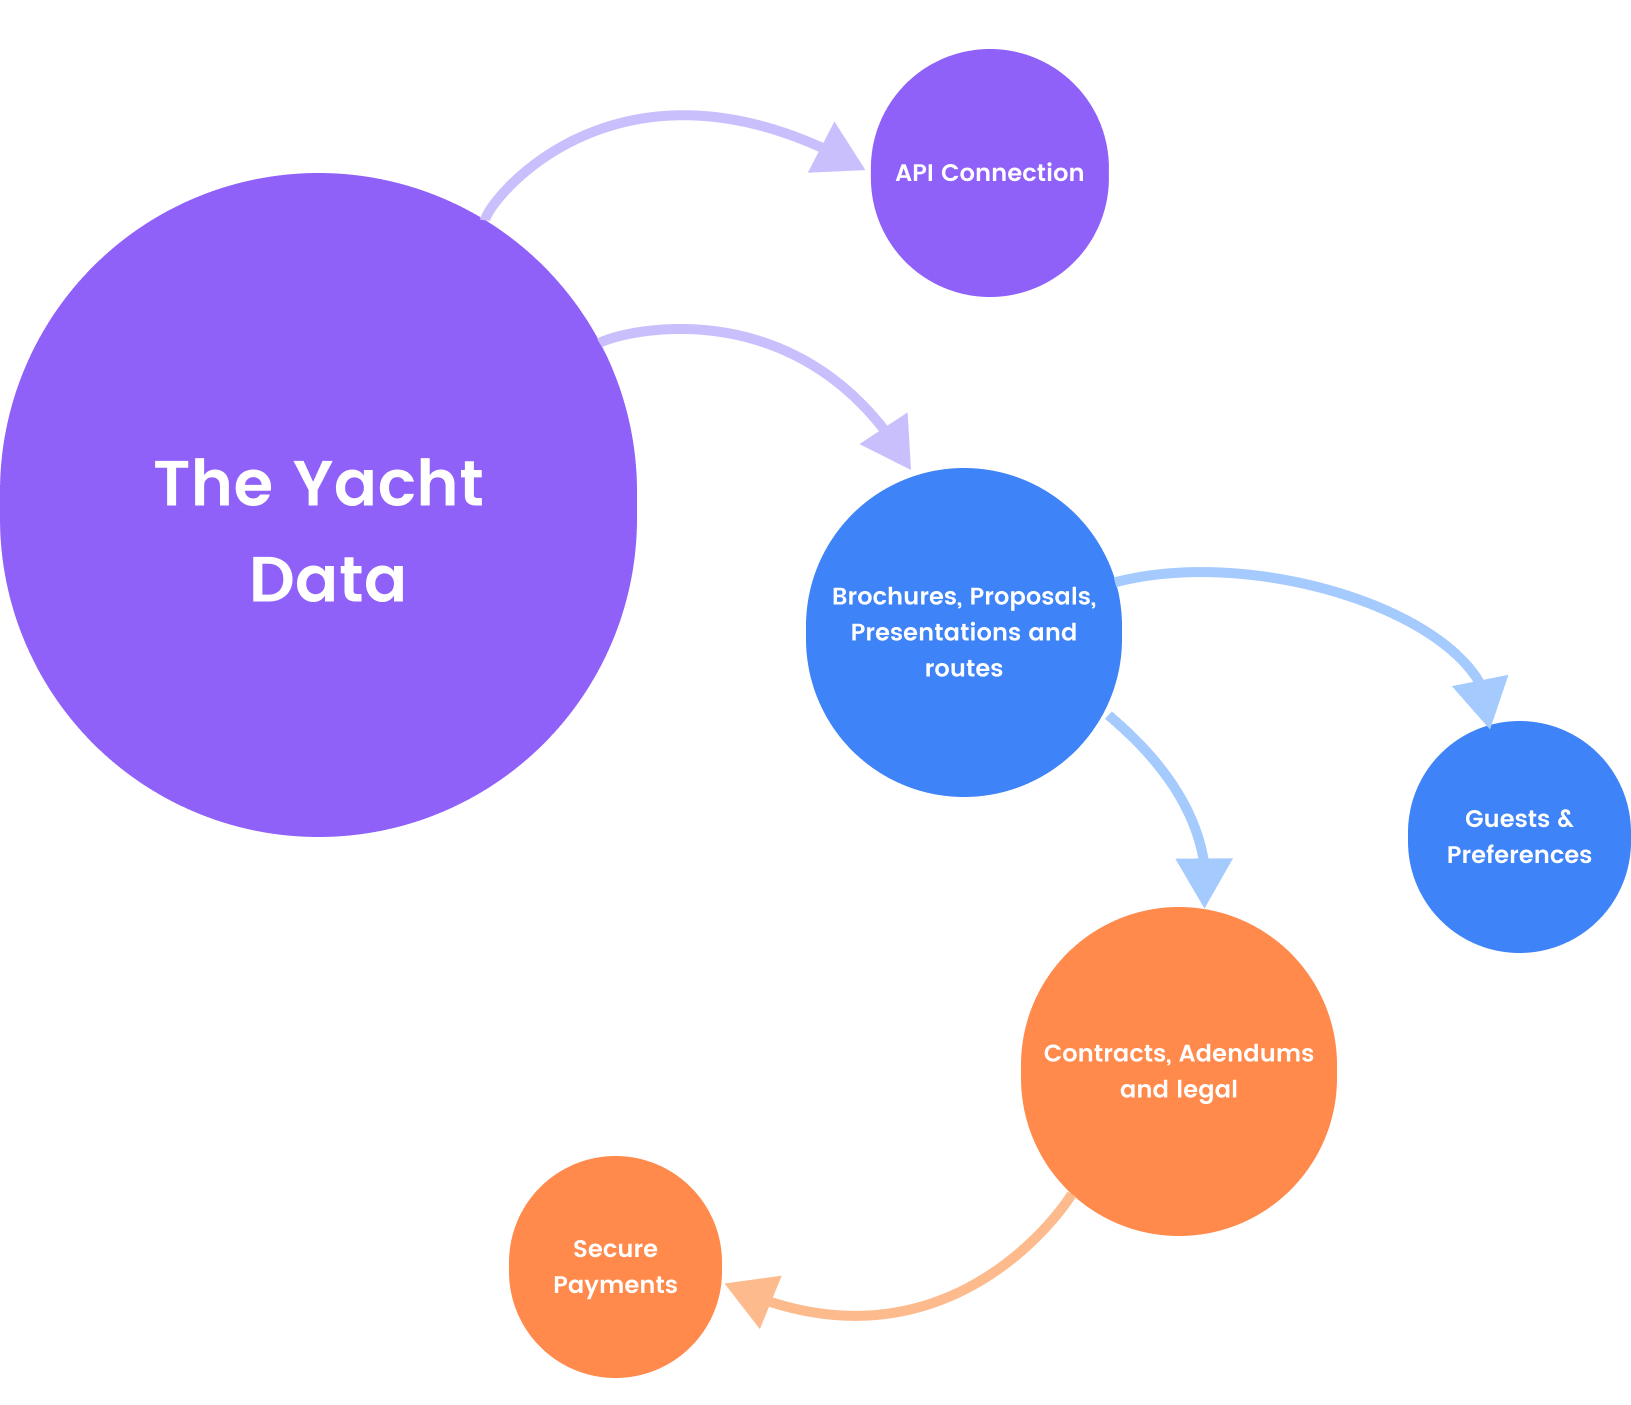 API Connection
The Yacht
Data
Brochures, Proposals,
Presentations and
routes
Guests &
Preferences
Contracts, Adendums
and legal
Secure
Payments